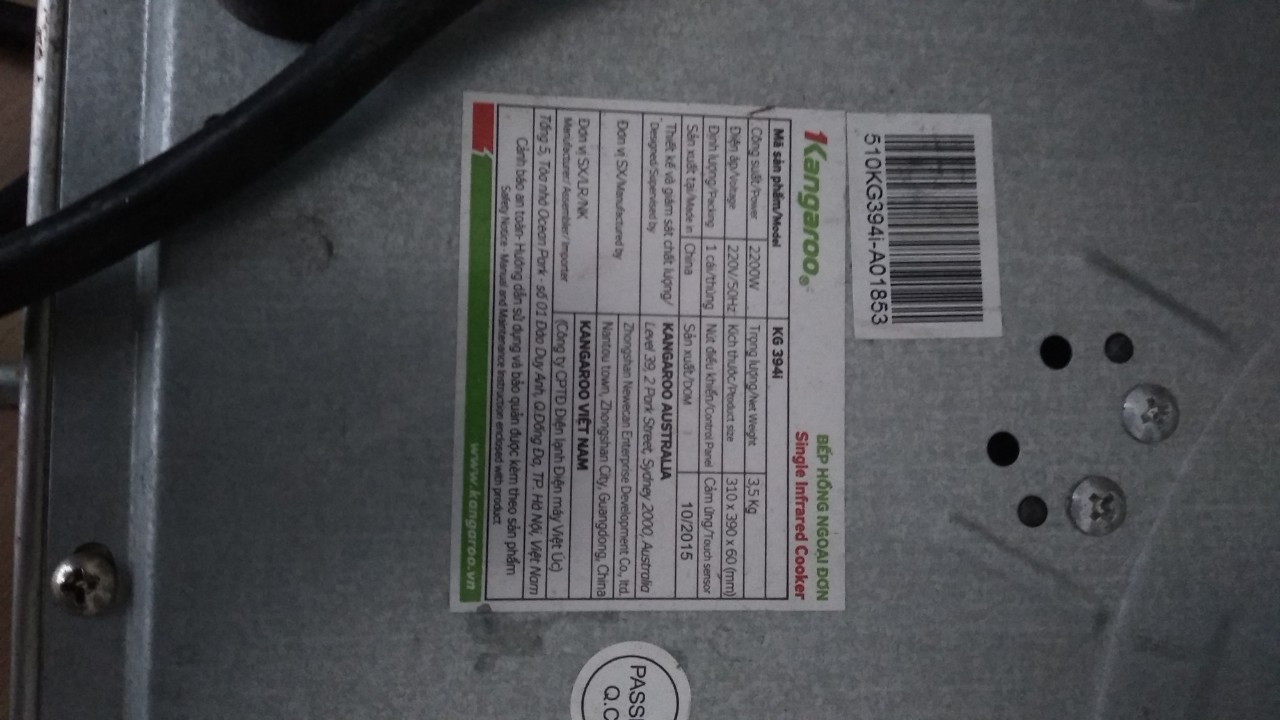 510KG394i-A01853
1Kangaroo®
BẾP HỒNG NGOẠI ĐƠN
Single Infrared Cooker
Mã sản phẩm/Model KG 394i
Công suất/Power 2200W Trọng lượng/Net Weight 3,5 Kg
Điện áp/Voltage 220V/50Hz Kích thước/Product size 310 x 390 x 60 (mm)
Định lượng/Packing 1 cái/thùng Nút điều khiển/Control Panel Cảm ứng/Touch sensor
Sản xuất tại/Made in China Sản xuất/DOM 10/2015
Thiết kế và giám sát chất lượng/ KANGAROO AUSTRALIA
Designed/Supervised by Level 39, 2 Park Street, Sydney 2000, Australia
Đơn vị SX/Manufactured by Zhongshan Newecan Enterprise Development Co., ltd.
Nantou town, Zhongshan City, Guangdong, China
Đơn vị SX/LR/NK KANGAROO VIỆT NAM
Manufacturer/ Assembler/ Importer (Công ty CPTĐ Điện lạnh Điện máy Việt Úc)
Tầng 5, Tòa nhà Ocean Park, số 01 Đào Duy Anh, Q.Đống Đa, TP. Hà Nội, Việt Nam
Cảnh báo an toàn- Hướng dẫn sử dụng và bảo quản được kèm theo sản phẩm
Safety Notice - Manual and Maintenance Instruction enclosed with product
www.kangaroo.vn
PASS
Q.C